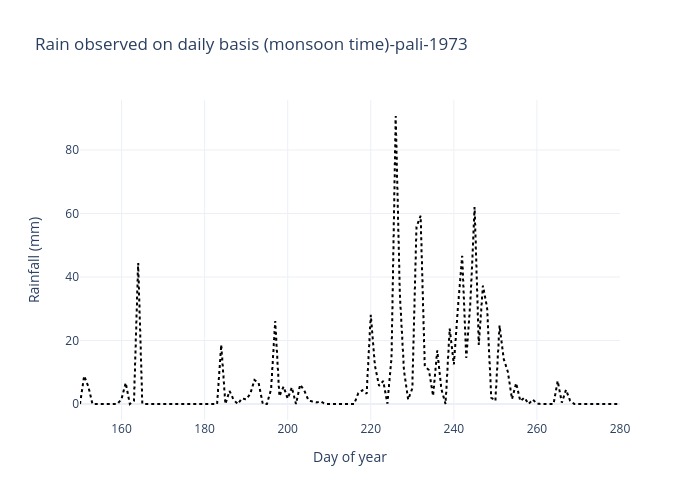 Rain observed on daily basis (monsoon time)-pali-1973
80
60
40
20
0
Rainfall (mm)
160 180 200 220 240 260 280
Day of year